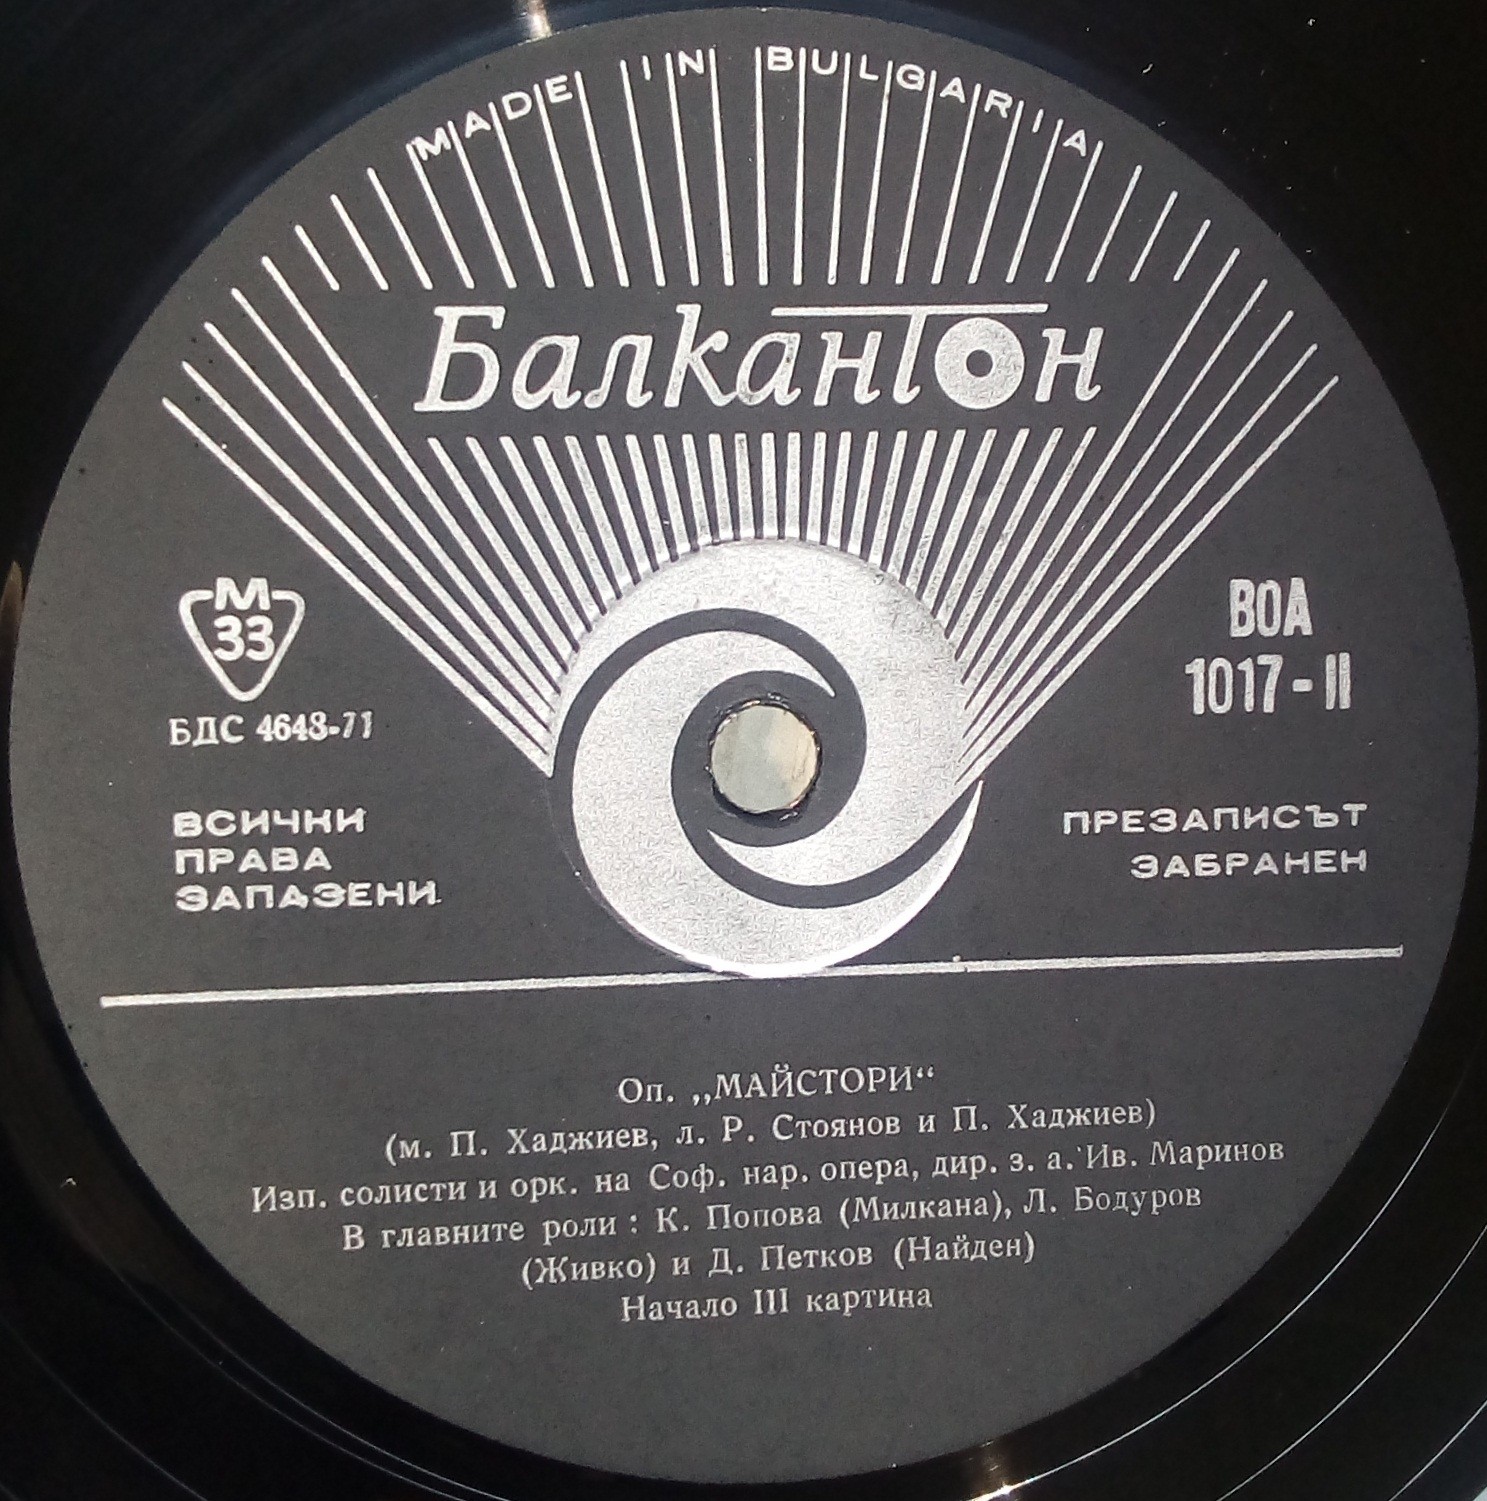 MADE IN BULGARIA
Балкантон
М
33
БДС 4648-71
ВОА
1017-II
ВСИЧКИ
ПРАВА
ЗАПАЗЕНИ
ПРЕЗАПИСЪТ
ЗАБРАНЕН
Оп. „МАЙСТОРИ“
(м. П. Хаджиев, л. Р. Стоянов и П. Хаджиев)
Изп. солисти и орк. на Соф. нар. опера, дир. з. а. Ив. Маринов
В главните роли : К. Попова (Милкана), Л. Бодуров
(Живко) и Д. Петков (Найден)
Начало III картина